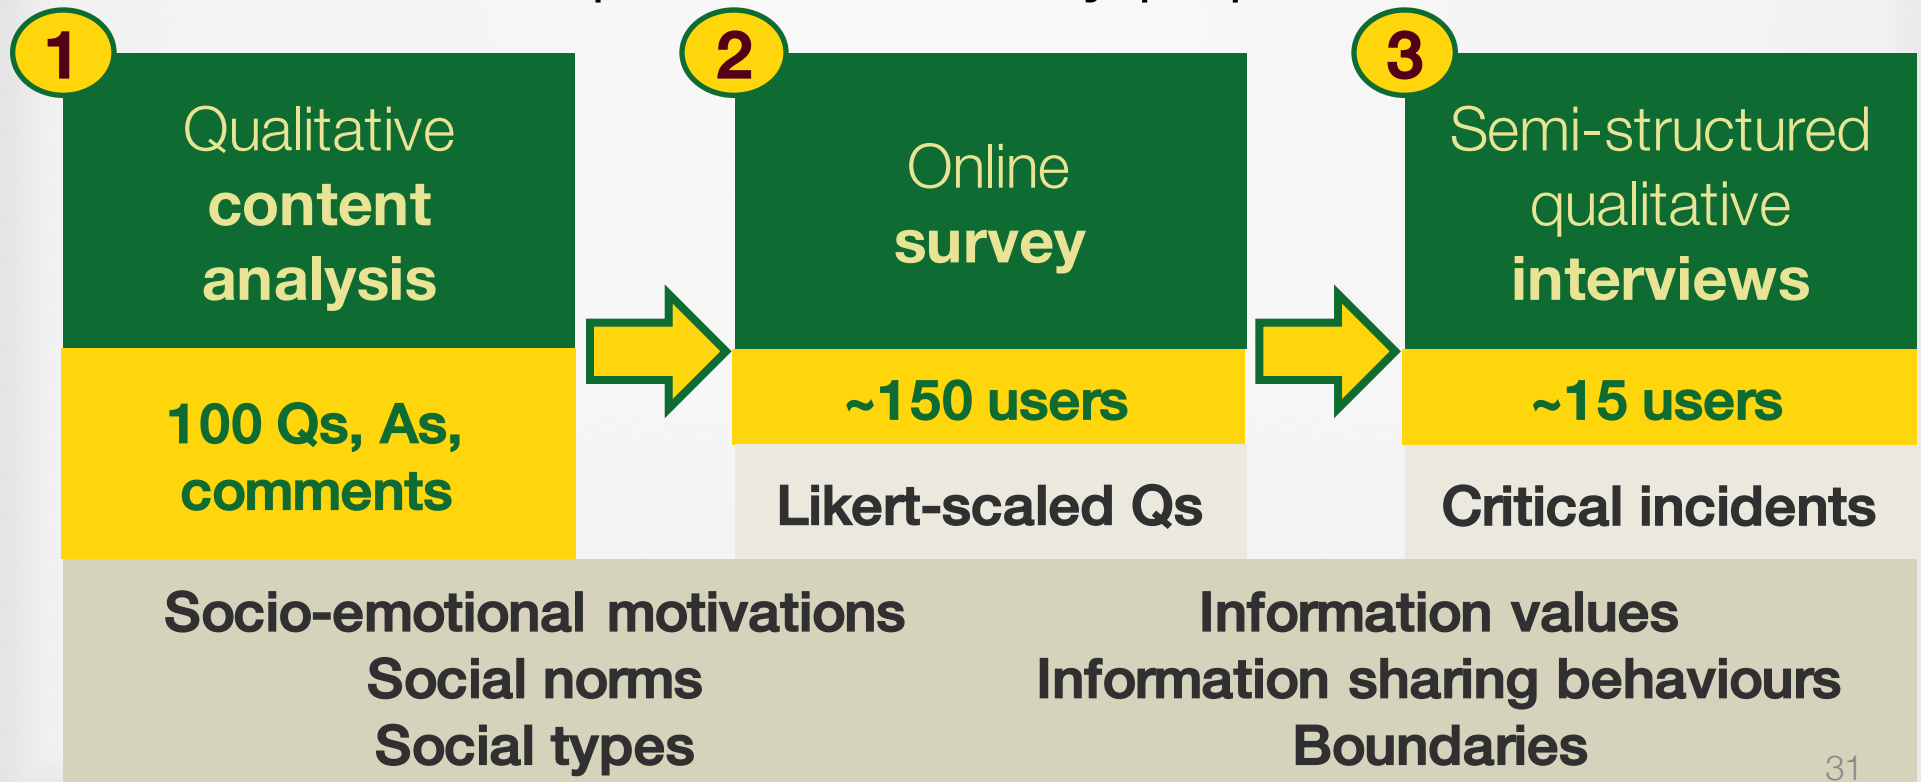 1
Qualitative
content
analysis
100 Qs, As,
comments
2
Online
survey
~150 users
Likert-scaled Qs
3
Semi-structured
qualitative
interviews
~15 users
Critical incidents
Socio-emotional motivations
Social norms
Social types
Information values
Information sharing behaviours
Boundaries
31